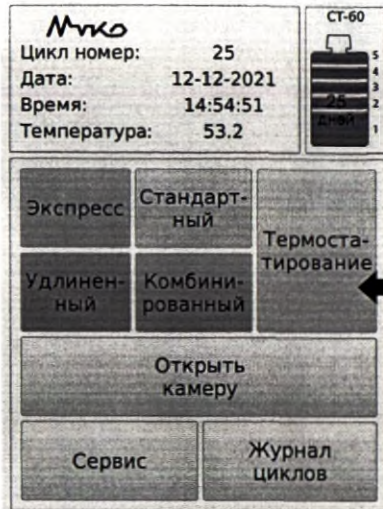 Муко
Цикл номер: 25
Дата: 12-12-2021
Время: 14:54:51
Температура: 53.2
СТ-60
5
4
3
2
1
25
дней
Экспресс
Стандарт-
ный
Термоста-
тирование
Удлинен-
ный
Комбини-
рованный
Открыть
камеру
Сервис
Журнал
циклов